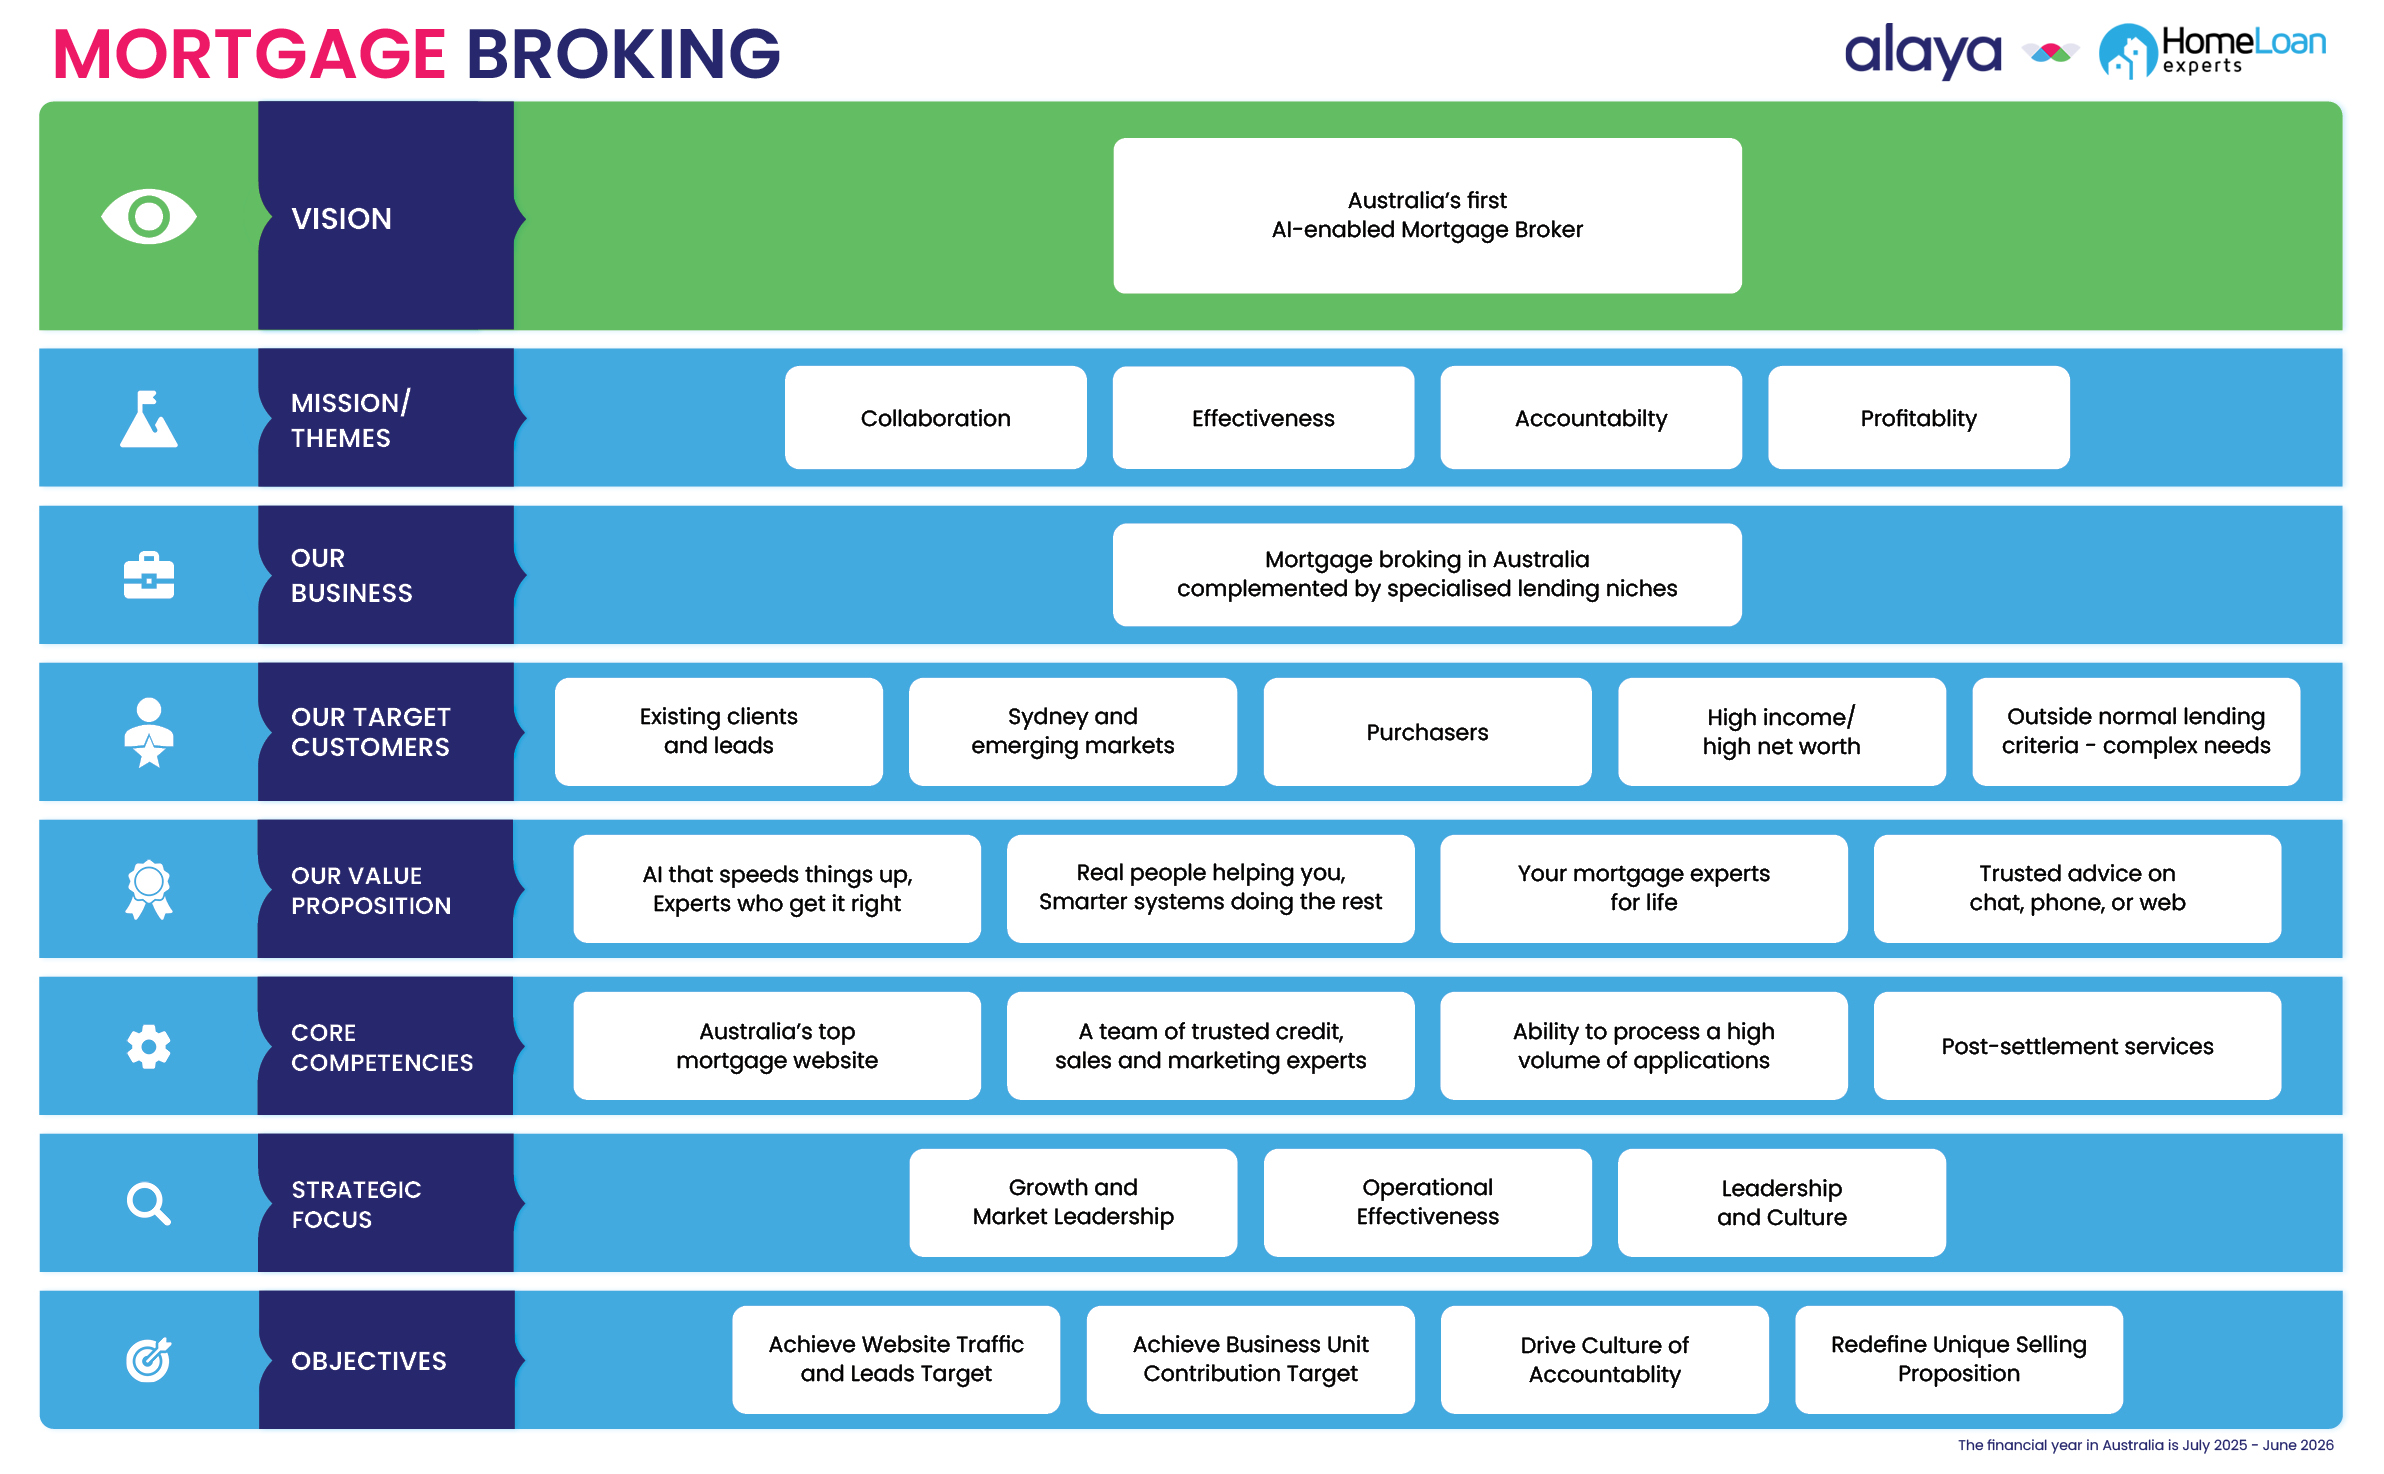 MORTGAGE BROKING
alaya
HomeLoan
experts
VISION
Australia's first
AI-enabled Mortgage Broker
MISSION/
THEMES
Collaboration
Effectiveness
Accountabilty
Profitablity
OUR
BUSINESS
Mortgage broking in Australia
complemented by specialised lending niches
OUR TARGET
CUSTOMERS
Existing clients
and leads
Sydney and
emerging markets
Purchasers
High income/
high net worth
Outside normal lending
criteria - complex needs
OUR VALUE
PROPOSITION
AI that speeds things up,
Experts who get it right
Real people helping you,
Smarter systems doing the rest
Your mortgage experts
for life
Trusted advice on
chat, phone, or web
CORE
COMPETENCIES
Australia's top
mortgage website
A team of trusted credit,
sales and marketing experts
Ability to process a high
volume of applications
Post-settlement services
STRATEGIC
FOCUS
Growth and
Market Leadership
Operational
Effectiveness
Leadership
and Culture
OBJECTIVES
Achieve Website Traffic
and Leads Target
Achieve Business Unit
Contribution Target
Drive Culture of
Accountablity
Redefine Unique Selling
Proposition
The financial year in Australia is July 2025 - June 2026